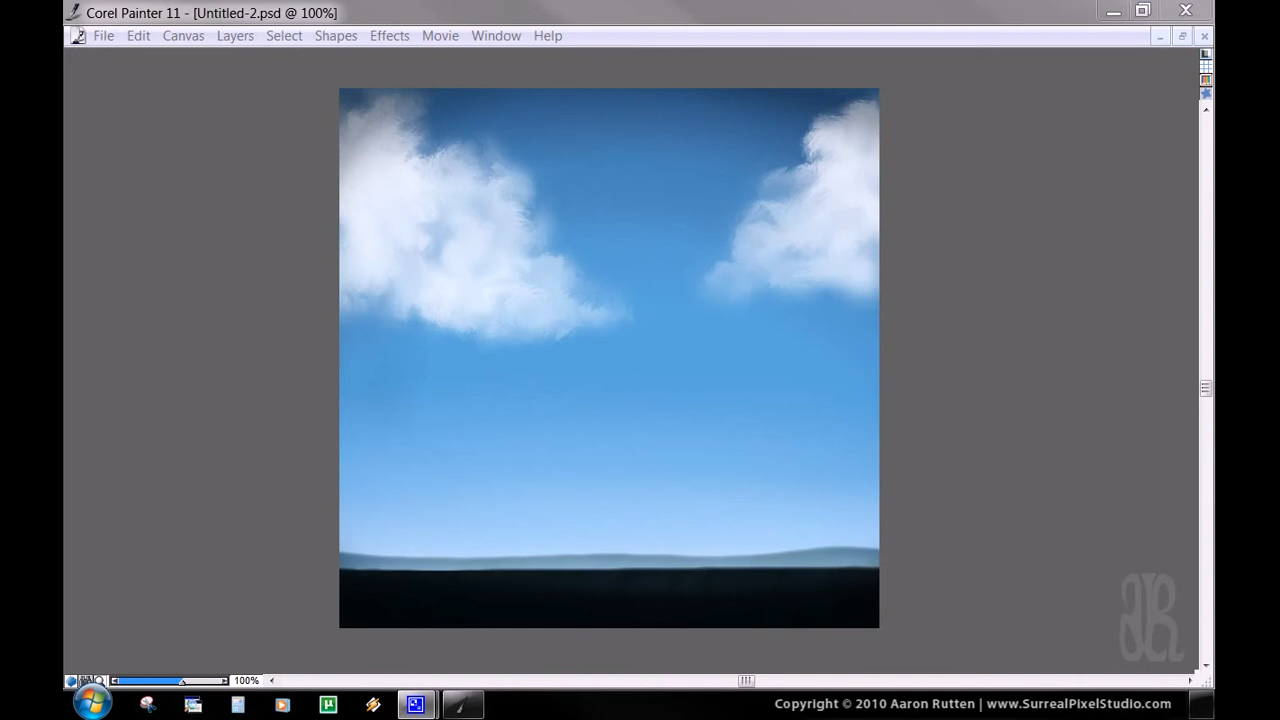 Corel Painter 11 - [Untitled-2.psd @ 100%]
File Edit Canvas Layers Select Shapes Effects Movie Window Help
100%
Copyright © 2010 Aaron Rutten | www.SurrealPixelStudio.com